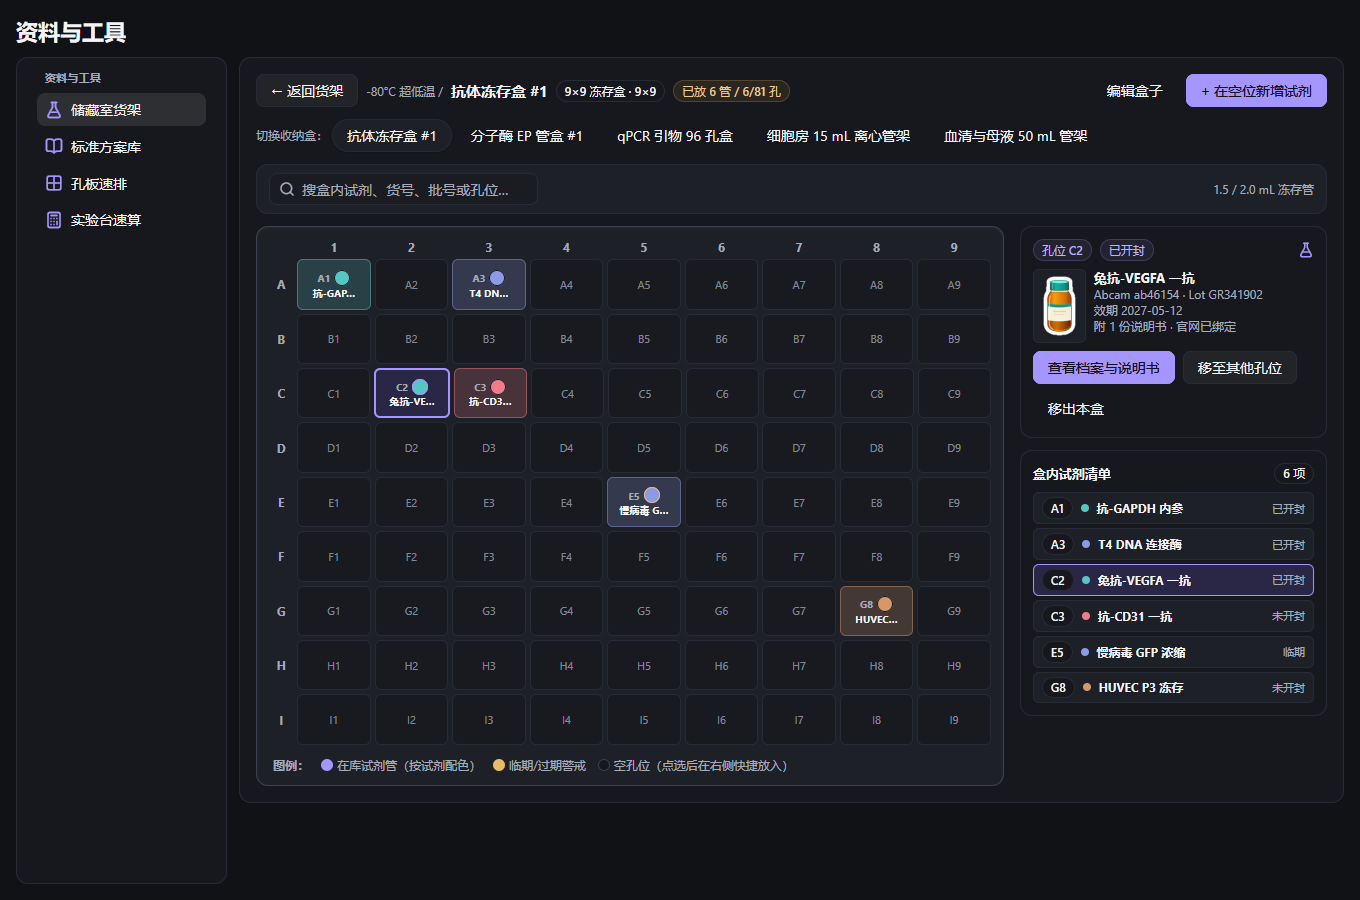 资料与工具
资料与工具
储藏室货架
标准方案库
孔板速排
实验台速算
← 返回货架 -80°C 超低温 / 抗体冻存盒 #1 9×9 冻存盒 · 9×9 已放 6 管 / 6/81 孔 编辑盒子 + 在空位新增试剂
切换收纳盒: 抗体冻存盒 #1 分子酶 EP 管盒 #1 qPCR 引物 96 孔盒 细胞房 15 mL 离心管架 血清与母液 50 mL 管架
搜盒内试剂、货号、批号或孔位... 1.5 / 2.0 mL 冻存管
1 2 3 4 5 6 7 8 9
A A1 抗-GAP... A2 A3 T4 DN... A4 A5 A6 A7 A8 A9
B B1 B2 B3 B4 B5 B6 B7 B8 B9
C C1 C2 兔抗-VE... C3 抗-CD3... C4 C5 C6 C7 C8 C9
D D1 D2 D3 D4 D5 D6 D7 D8 D9
E E1 E2 E3 E4 E5 慢病毒 G... E6 E7 E8 E9
F F1 F2 F3 F4 F5 F6 F7 F8 F9
G G1 G2 G3 G4 G5 G6 G7 G8 HUVEC... G9
H H1 H2 H3 H4 H5 H6 H7 H8 H9
I I1 I2 I3 I4 I5 I6 I7 I8 I9
图例: 在库试剂管（按试剂配色） 临期/过期警戒 空孔位（点选后在右侧快捷放入）
孔位 C2 已开封
兔抗-VEGFA 一抗
Abcam ab46154 · Lot GR341902
效期 2027-05-12
附 1 份说明书 · 官网已绑定
查看档案与说明书 移至其他孔位
移出本盒
盒内试剂清单 6 项
A1 抗-GAPDH 内参 已开封
A3 T4 DNA 连接酶 已开封
C2 兔抗-VEGFA 一抗 已开封
C3 抗-CD31 一抗 未开封
E5 慢病毒 GFP 浓缩 临期
G8 HUVEC P3 冻存 未开封